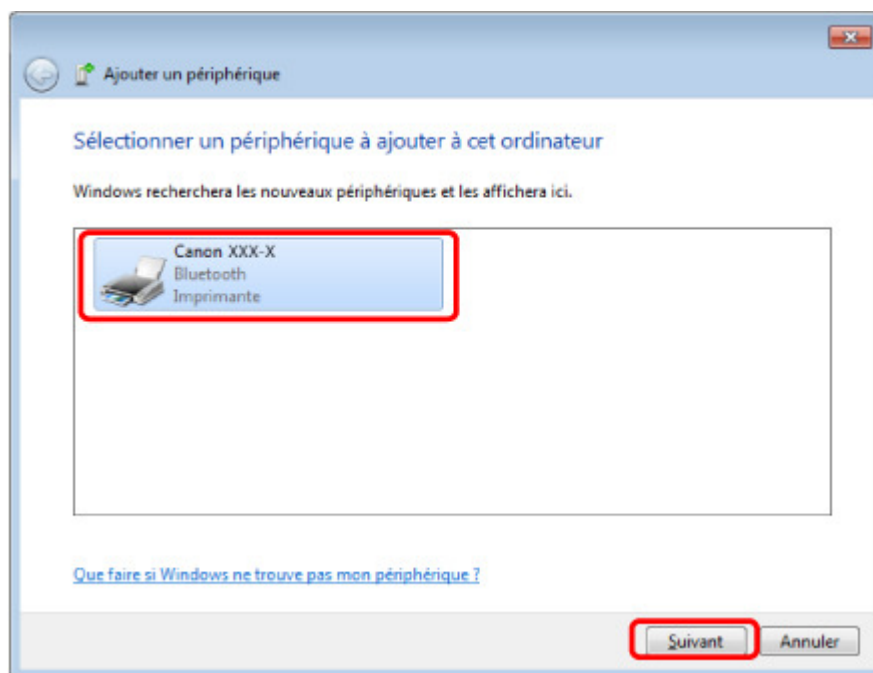 Ajouter un périphérique
Sélectionner un périphérique à ajouter à cet ordinateur
Windows recherchera les nouveaux périphériques et les affichera ici.
Canon XXX-X
Bluetooth
Imprimante
Que faire si Windows ne trouve pas mon périphérique ?
Suivant Annuler